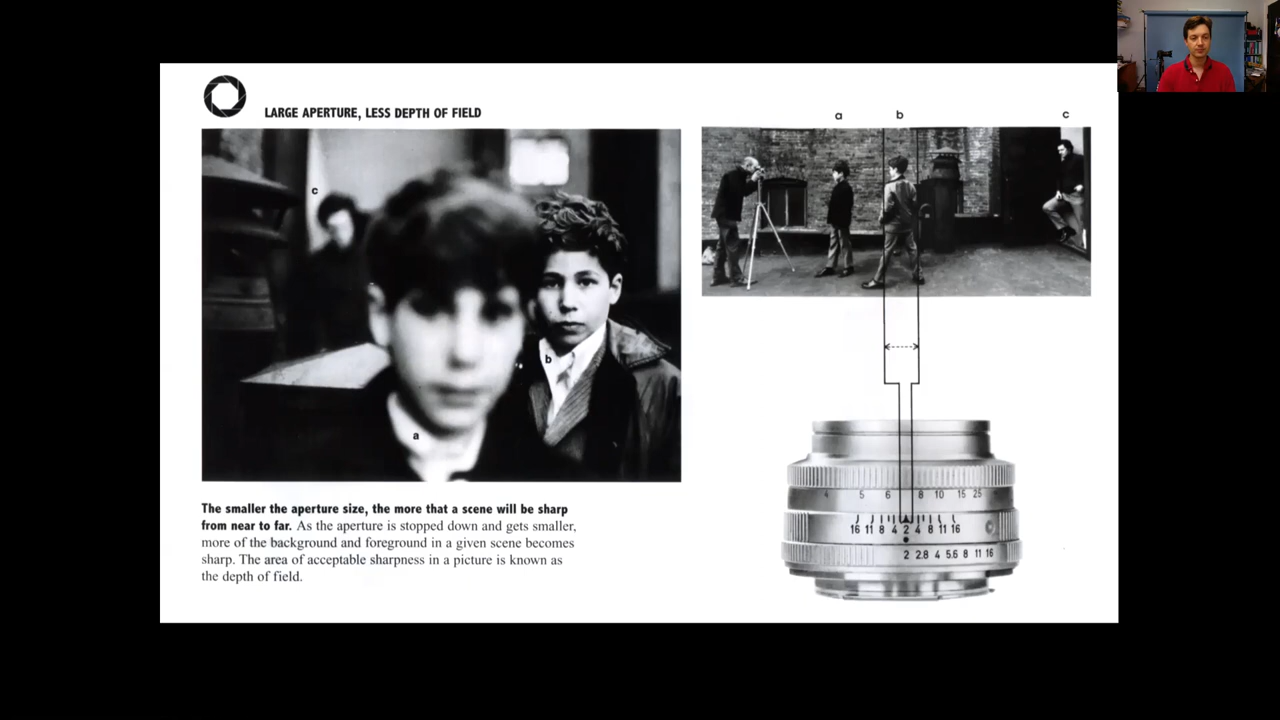 LARGE APERTURE, LESS DEPTH OF FIELD
c
a
b
The smaller the aperture size, the more that a scene will be sharp
from near to far. As the aperture is stopped down and gets smaller,
more of the background and foreground in a given scene becomes
sharp. The area of acceptable sharpness in a picture is known as
the depth of field.
a b c
4 5 6 8 10 15 25
16 11 8 4 2 4 8 11 16
2 2.8 4 5.6 8 11 16